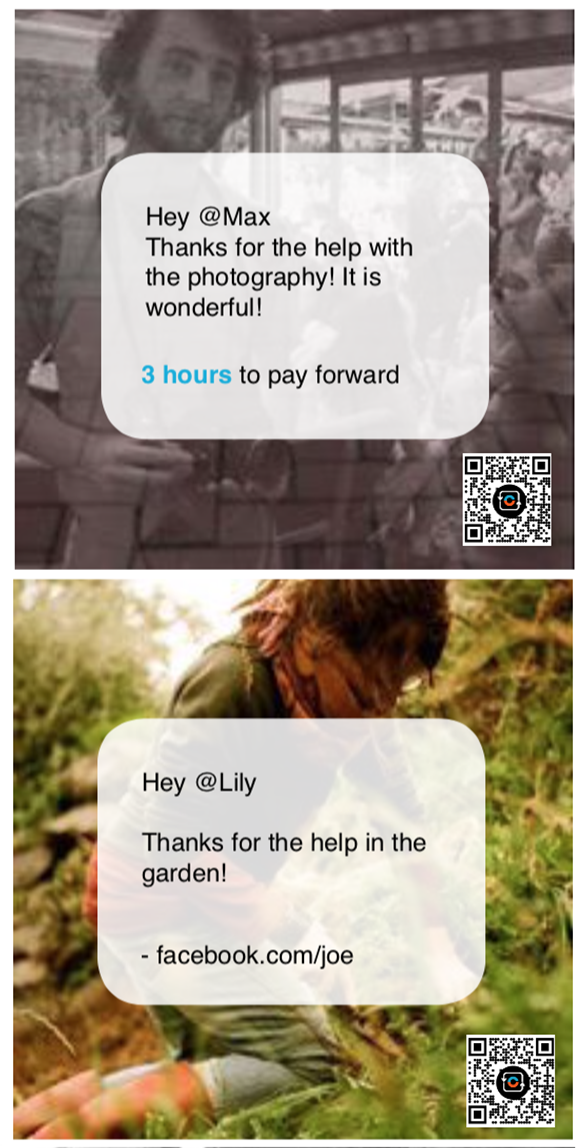 Hey @Max
Thanks for the help with
the photography! It is
wonderful!
3 hours to pay forward
Hey @Lily
Thanks for the help in the
garden!
- facebook.com/joe